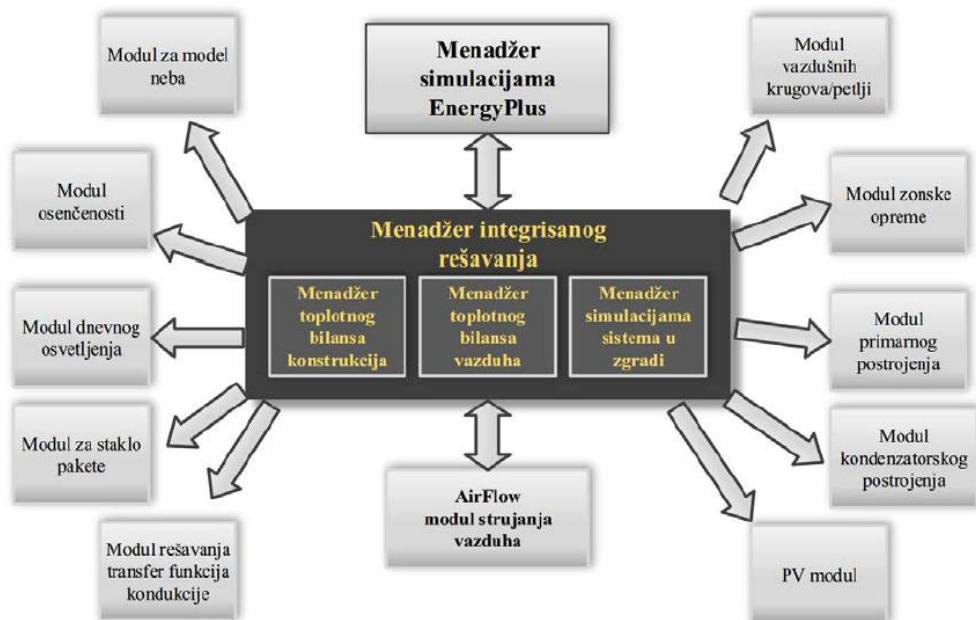 Modul za model
neba
Menadžer
simulacijama
EnergyPlus
Modul
vazdušnih
krugova/petlji
Modul
osenčenosti
Modul zonske
opreme
Menadžer integrisanog
rešavanja
Menadžer
toplotnog
bilansa
konstrukcija
Menadžer
toplotnog
bilansa
vazduha
Menadžer
simulacijama
sistema u
zgradi
Modul dnevnog
osvetljenja
Modul
primarnog
postrojenja
Modul za staklo
pakete
Modul
kondenzatorskog
postrojenja
AirFlow
modul strujanja
vazduha
Modul rešavanja
transfer funkcija
kondukcije
PV modul